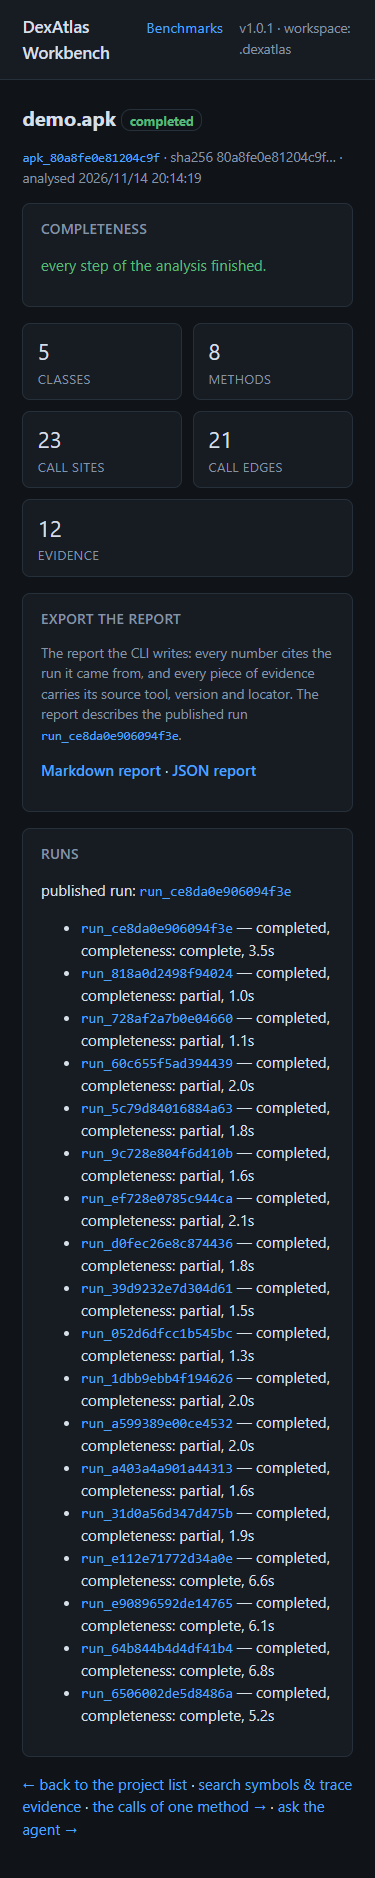 DexAtlas Workbench
Benchmarks
v1.0.1 · workspace: .dexatlas
demo.apk completed
apk_80a8fe0e81204c9f · sha256 80a8fe0e81204c9f… ·
analysed 2026/11/14 20:14:19
COMPLETENESS
every step of the analysis finished.
5
CLASSES
8
METHODS
23
CALL SITES
21
CALL EDGES
12
EVIDENCE
EXPORT THE REPORT
The report the CLI writes: every number cites the
run it came from, and every piece of evidence
carries its source tool, version and locator. The
report describes the published run
run_ce8da0e906094f3e.
Markdown report · JSON report
RUNS
published run: run_ce8da0e906094f3e
• run_ce8da0e906094f3e — completed,
completeness: complete, 3.5s
• run_818a0d2498f94024 — completed,
completeness: partial, 1.0s
• run_728af2a7b0e04660 — completed,
completeness: partial, 1.1s
• run_60c655f5ad394439 — completed,
completeness: partial, 2.0s
• run_5c79d84016884a63 — completed,
completeness: partial, 1.8s
• run_9c728e804f6d410b — completed,
completeness: partial, 1.6s
• run_ef728e0785c944ca — completed,
completeness: partial, 2.1s
• run_d0fec26e8c874436 — completed,
completeness: partial, 1.8s
• run_39d9232e7d304d61 — completed,
completeness: partial, 1.5s
• run_052d6dfcc1b545bc — completed,
completeness: partial, 1.3s
• run_1dbb9ebb4f194626 — completed,
completeness: partial, 2.0s
• run_a599389e00ce4532 — completed,
completeness: partial, 2.0s
• run_a403a4a901a44313 — completed,
completeness: partial, 1.6s
• run_31d0a56d347d475b — completed,
completeness: partial, 1.9s
• run_e112e71772d34a0e — completed,
completeness: complete, 6.6s
• run_e90896592de14765 — completed,
completeness: complete, 6.1s
• run_64b844b4d4df41b4 — completed,
completeness: complete, 6.8s
• run_6506002de5d8486a — completed,
completeness: complete, 5.2s
← back to the project list · search symbols & trace
evidence · the calls of one method → · ask the
agent →